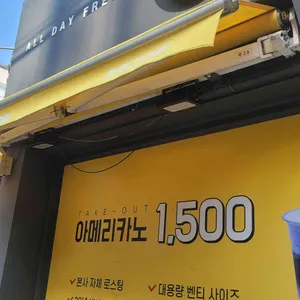 ALL DAY FRE
TAKE-OUT
아메리카노 1,500
✓ 본사 자체 로스팅 ✓ 대용량 벤티 사이즈